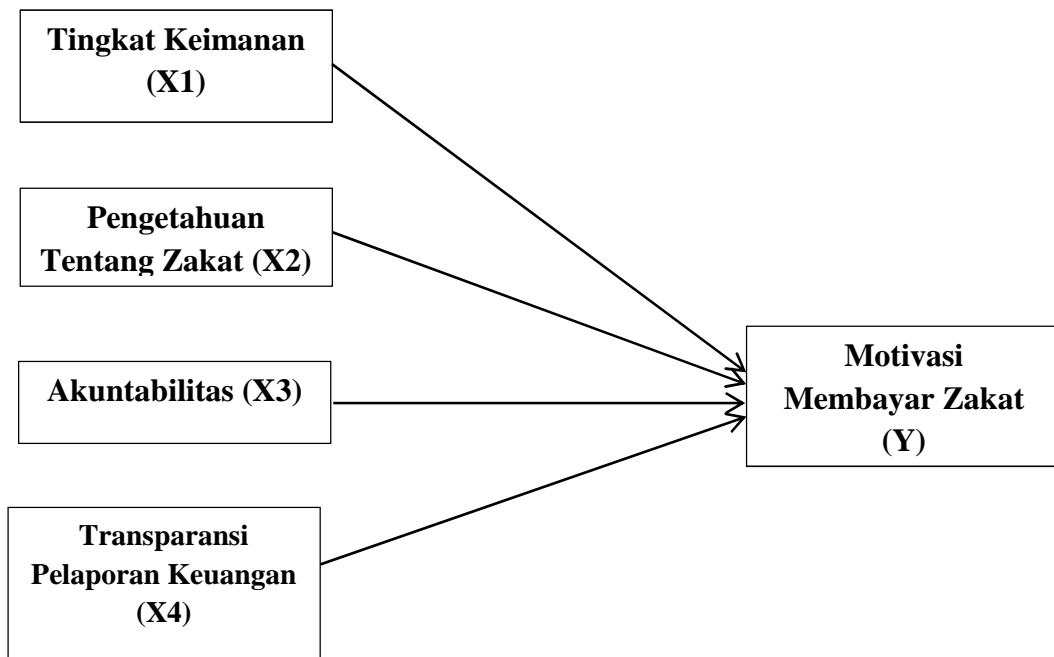 Tingkat Keimanan
(X1)
Pengetahuan
Tentang Zakat (X2)
Akuntabilitas (X3)
Transparansi
Pelaporan Keuangan
(X4)
Motivasi
Membayar Zakat
(Y)